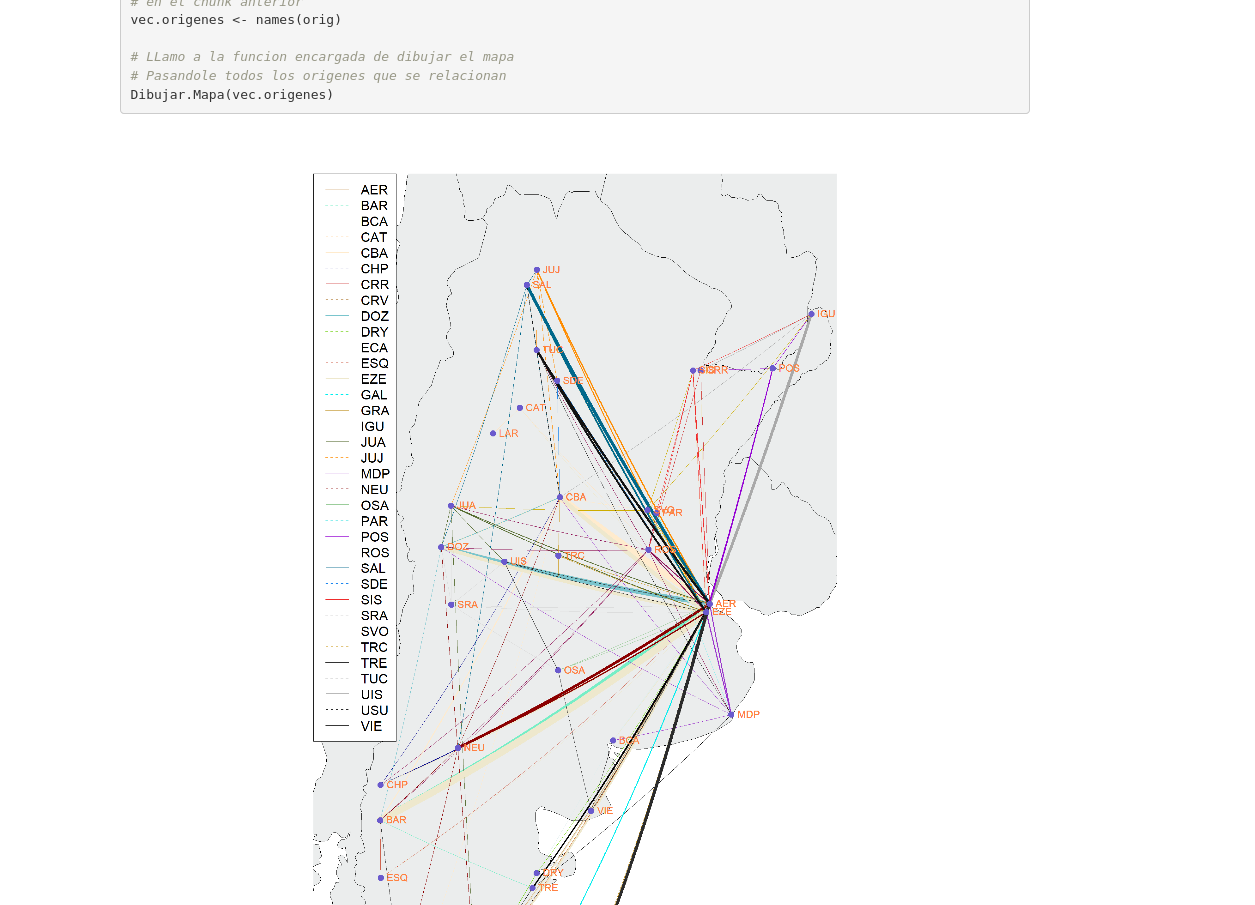 # en el chunk anterior
vec.origenes <- names(orig)
# LLamo a la funcion encargada de dibujar el mapa
# Pasandole todos los origenes que se relacionan
Dibujar.Mapa(vec.origenes)
AER
BAR
BCA
CAT
CBA
CHP
CRR
CRV
DOZ
DRY
ECA
ESQ
EZE
GAL
GRA
IGU
JUA
JUJ
MDP
NEU
OSA
PAR
POS
ROS
SAL
SDE
SIS
SRA
SVO
TRC
TRE
TUC
UIS
USU
VIE
JUJ
SAL
IGU
TUC
POS
SDE
CAT
LAR
CBA
JUA
PAR
DOZ
ROS
TRC
UIS
SRA
AER
EZE
OSA
MDP
BCA
NEU
CHP
VIE
BAR
DRY
ESQ
TRE